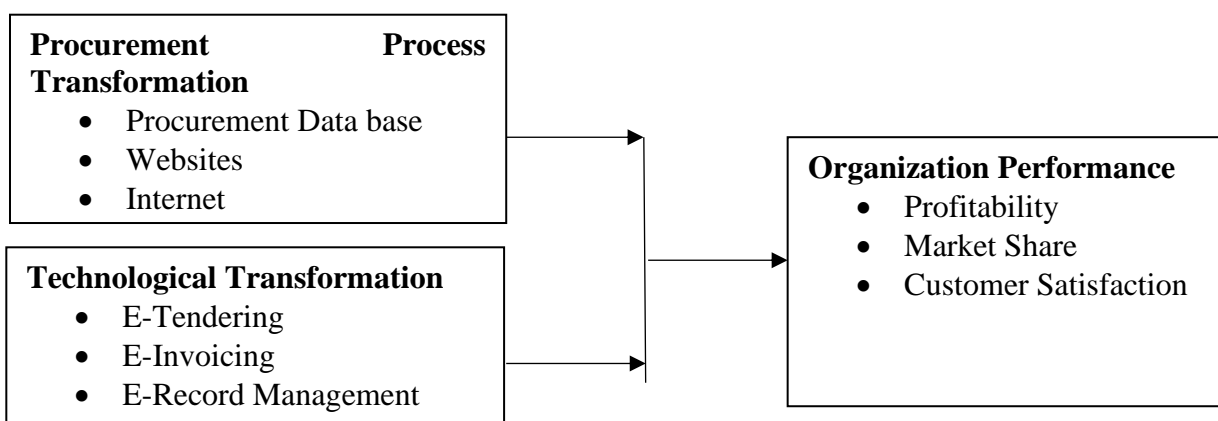 Procurement Process
Transformation
• Procurement Data base
• Websites
• Internet
Technological Transformation
• E-Tendering
• E-Invoicing
• E-Record Management
Organization Performance
• Profitability
• Market Share
• Customer Satisfaction